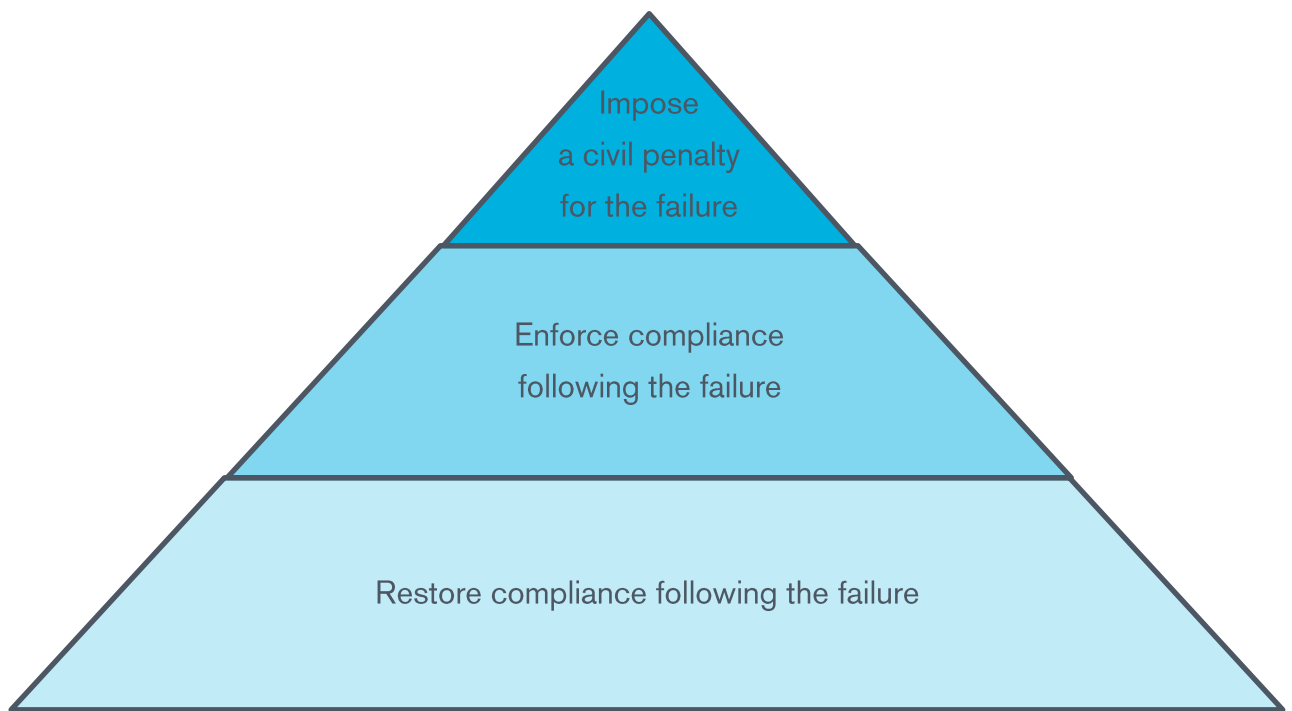 Impose
a civil penalty
for the failure
Enforce compliance
following the failure
Restore compliance following the failure